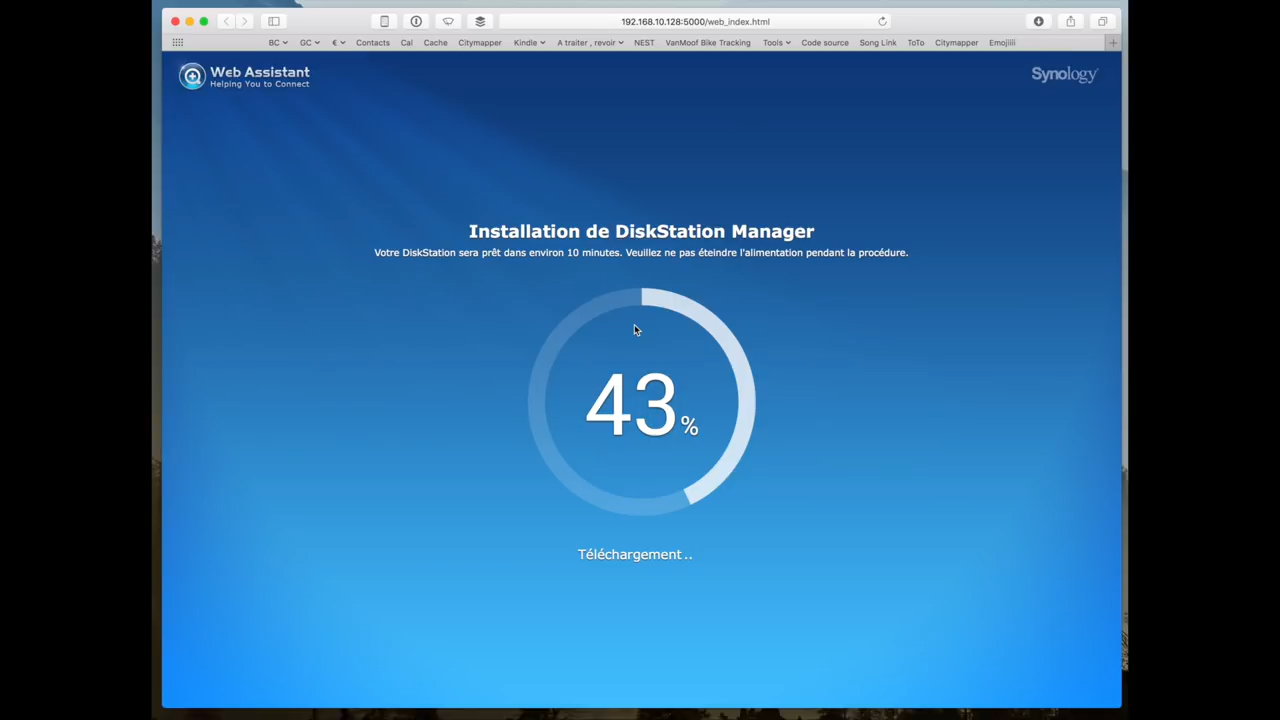 192.168.10.128:5000/web_index.html
BC GC € Contacts Cal Cache Citymapper Kindle A traiter , revoir NEST VanMoof Bike Tracking Tools Code source Song Link ToTo Citymapper Emojiiii
Web Assistant
Helping You to Connect
Synology
Installation de DiskStation Manager
Votre DiskStation sera prêt dans environ 10 minutes. Veuillez ne pas éteindre l'alimentation pendant la procédure.
43%
Téléchargement..